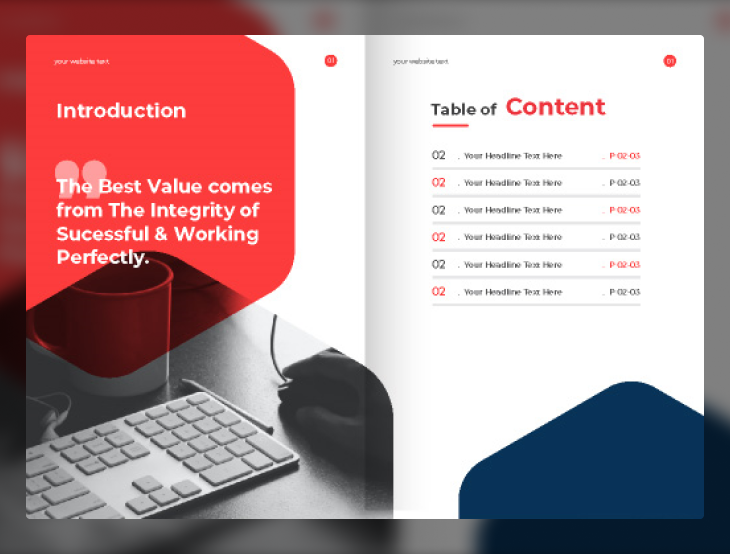 your website text
03
Introduction
The Best Value comes
from The Integrity of
Sucessful & Working
Perfectly.
your website text
01
Table of Content
02 . Your Headline Text Here . P-02-03
02 . Your Headline Text Here . P-02-03
02 . Your Headline Text Here . P-02-03
02 . Your Headline Text Here . P-02-03
02 . Your Headline Text Here . P-02-03
02 . Your Headline Text Here . P-02-03